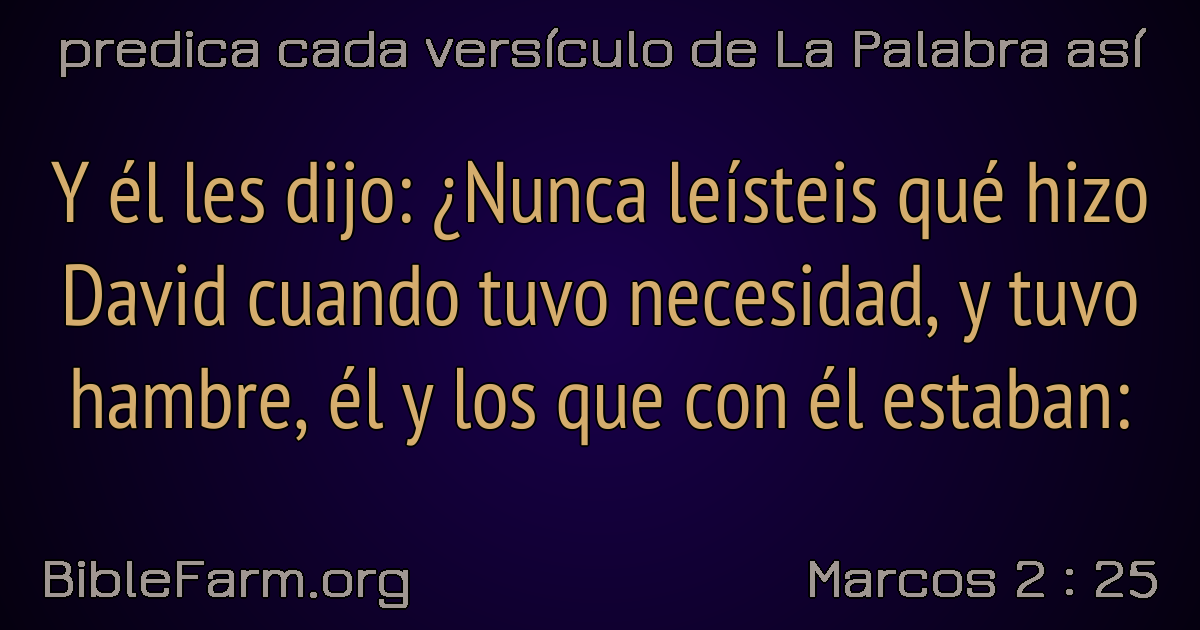 predica cada versículo de La Palabra así
Y él les dijo: ¿Nunca leísteis qué hizo
David cuando tuvo necesidad, y tuvo
hambre, él y los que con él estaban:
BibleFarm.org
Marcos 2 : 25